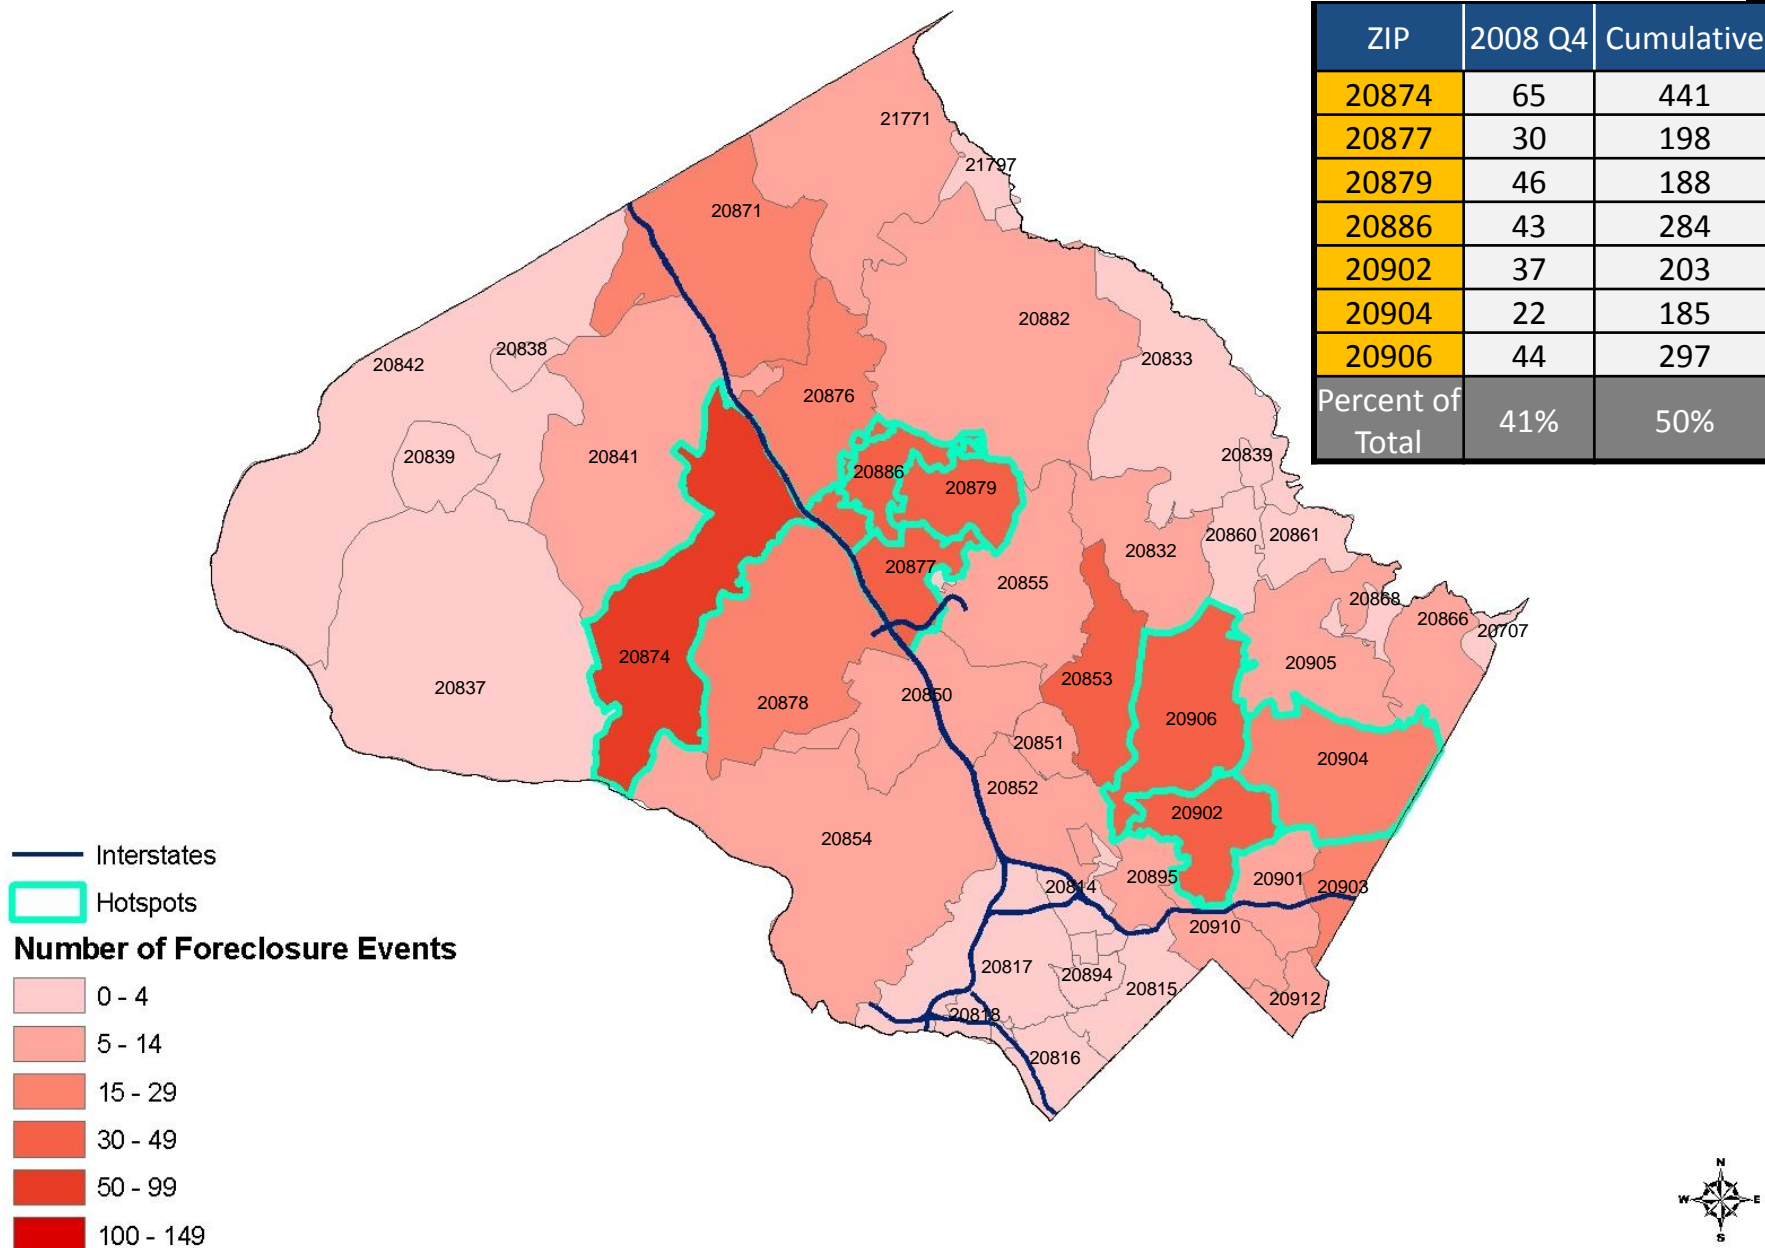 ZIP 2008 Q4 Cumulative
20874 65 441
20877 30 198
20879 46 188
20886 43 284
20902 37 203
20904 22 185
20906 44 297
Percent of Total 41% 50%
21771
21797
20871
20882
20838
20833
20842
20876
20839
20841
20886
20879
20839
20832
20860
20861
20877
20855
20868
20866
20707
20874
20905
20853
20837
20850
20878
20906
20851
20904
20852
20902
20854
20814
20895
20901
20903
20910
20817
20894
20815
20912
20818
20816
Interstates
Hotspots
Number of Foreclosure Events
0 - 4
5 - 14
15 - 29
30 - 49
50 - 99
100 - 149
N
W E
S